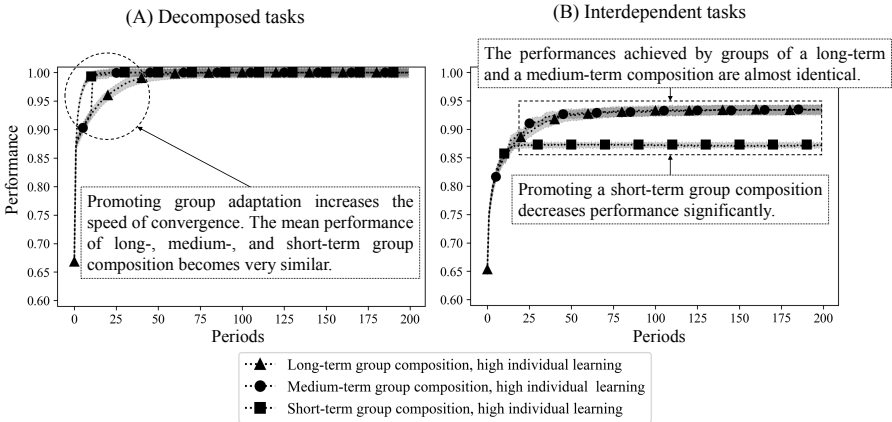 (A) Decomposed tasks
Performance
1.00
0.95
0.90
0.85
0.80
0.75
0.70
0.65
0.60
Promoting group adaptation increases the
speed of convergence. The mean performance
of long-, medium-, and short-term group
composition becomes very similar.
0 25 50 75 100 125 150 175 200
Periods
(B) Interdependent tasks
The performances achieved by groups of a long-term
and a medium-term composition are almost identical.
1.00
0.95
0.90
0.85
0.80
0.75
0.70
0.65
0.60
Promoting a short-term group composition
decreases performance significantly.
0 25 50 75 100 125 150 175 200
Periods
Long-term group composition, high individual learning
Medium-term group composition, high individual learning
Short-term group composition, high individual learning